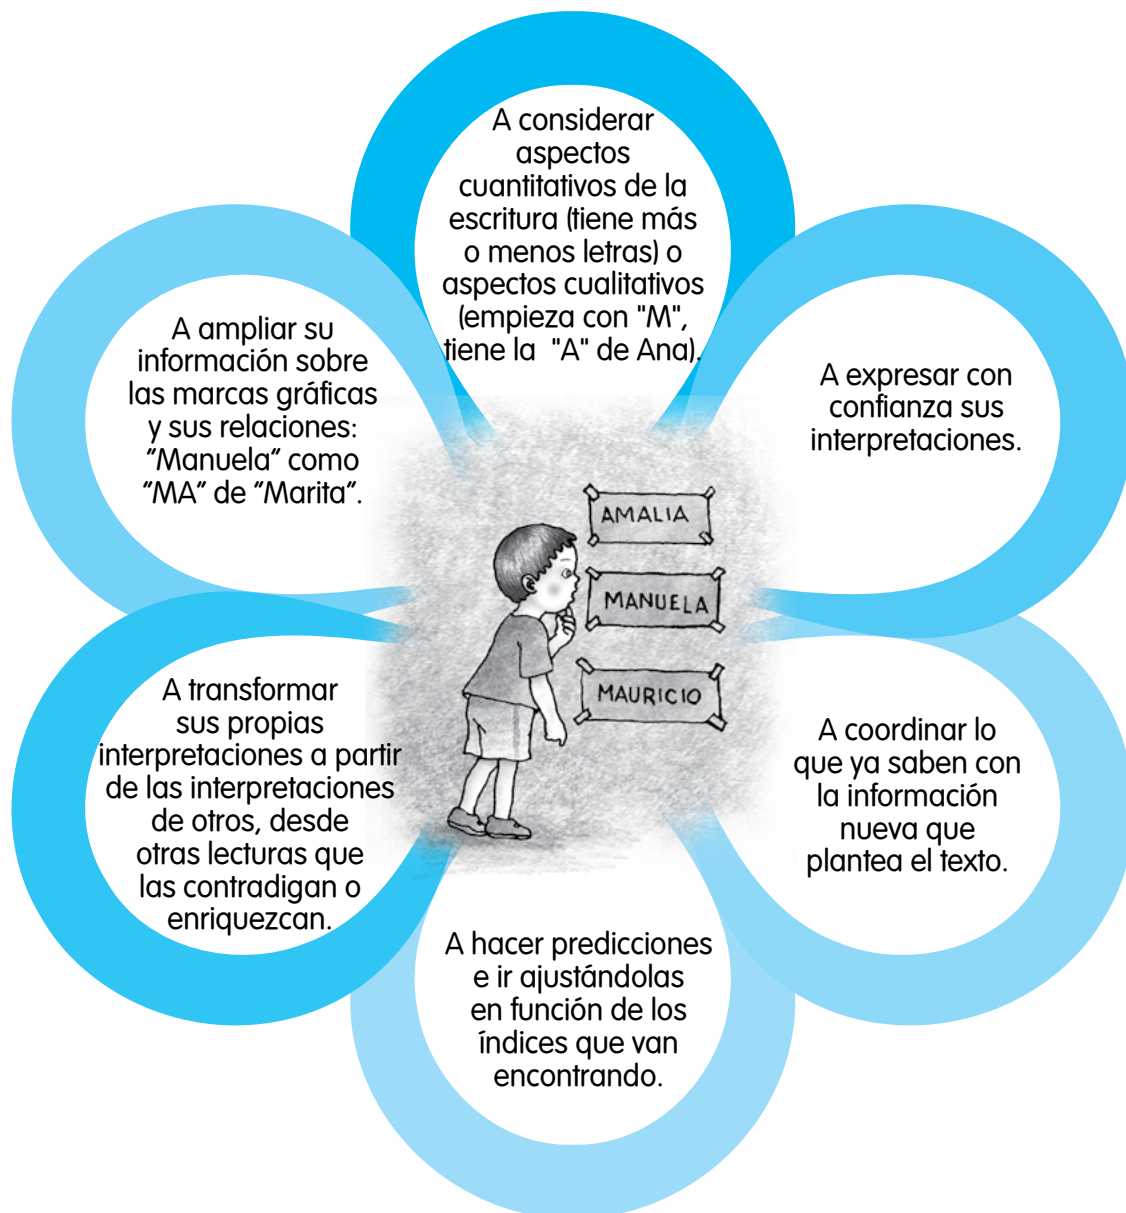 A considerar
aspectos
cuantitativos de la
escritura (tiene más
o menos letras) o
aspectos cualitativos
(empieza con "M",
tiene la "A" de Ana).
A expresar con
confianza sus
interpretaciones.
A coordinar lo
que ya saben con
la información
nueva que
plantea el texto.
A hacer predicciones
e ir ajustándolas
en función de los
índices que van
encontrando.
A transformar
sus propias
interpretaciones a partir
de las interpretaciones
de otros, desde
otras lecturas que
las contradigan o
enriquezcan.
A ampliar su
información sobre
las marcas gráficas
y sus relaciones:
"Manuela" como
"MA" de "Marita".
AMALIA
MANUELA
MAURICIO